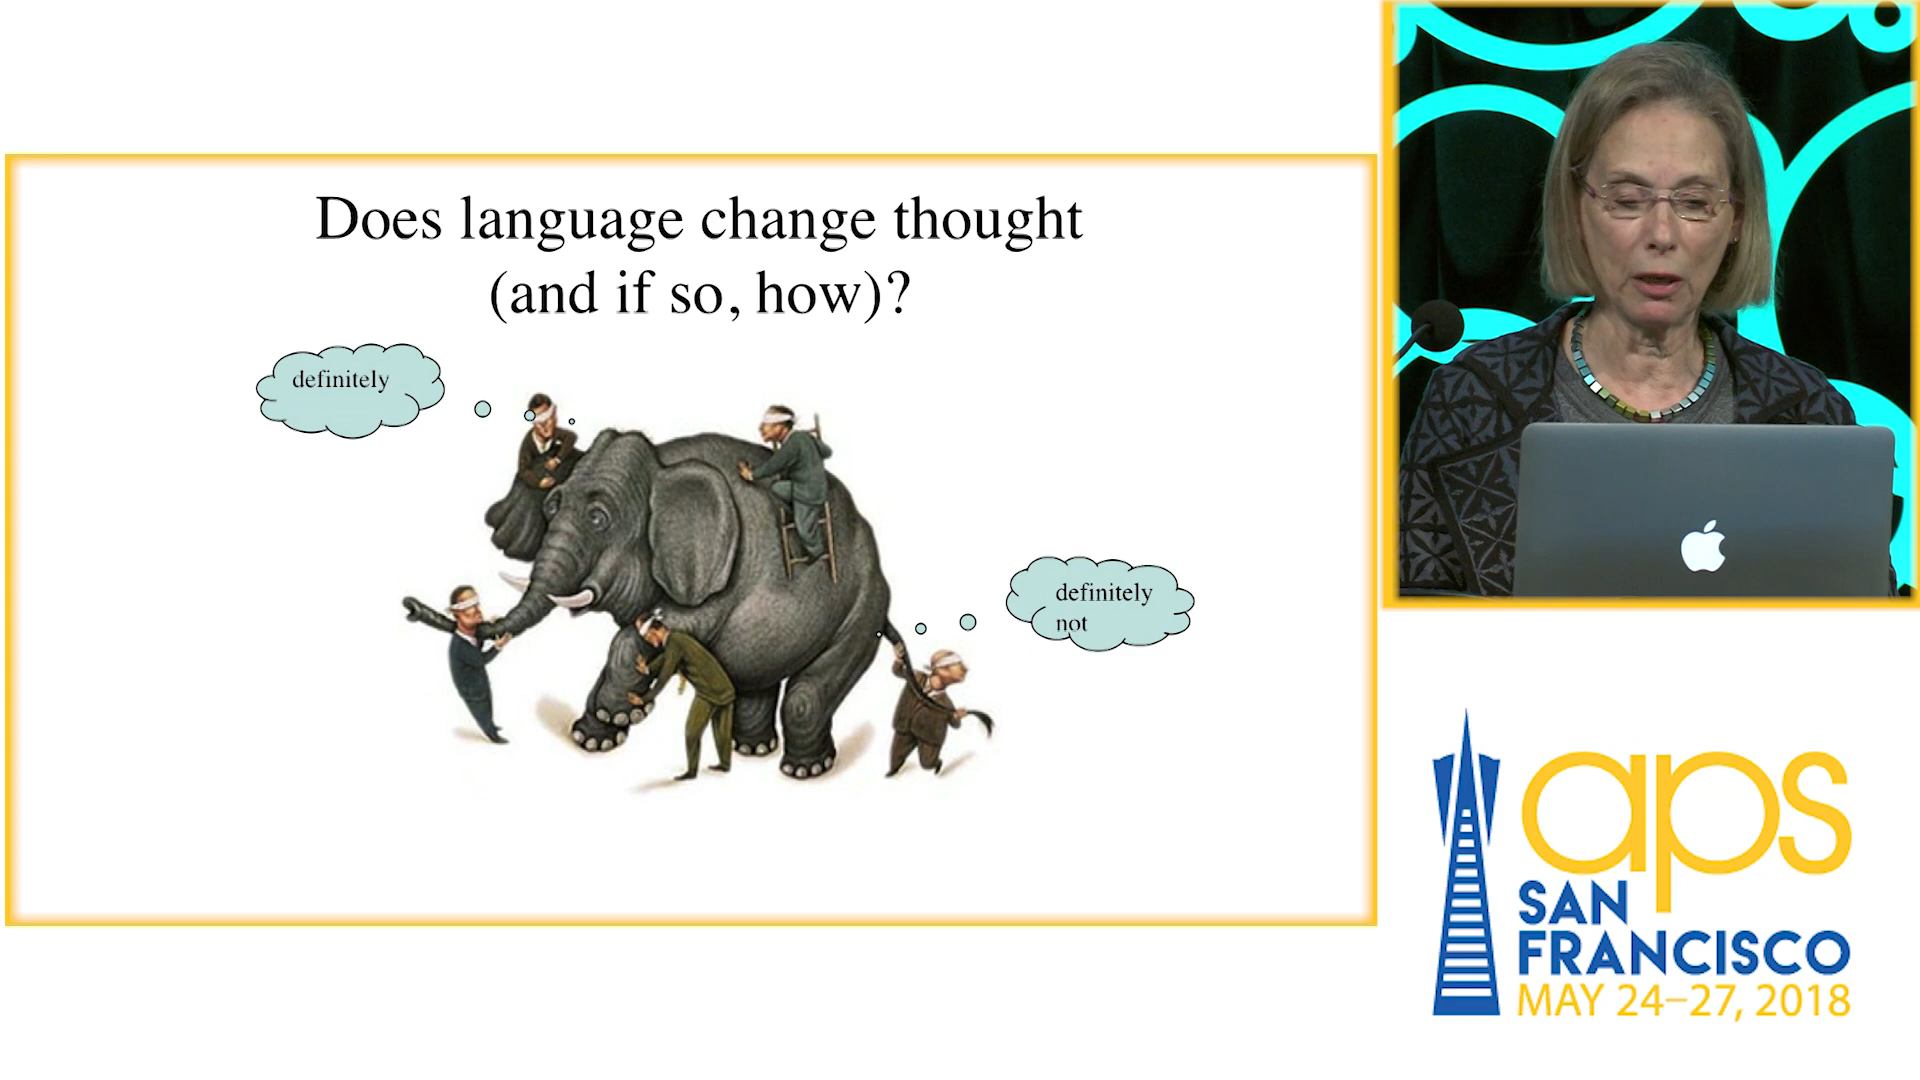 Does language change thought
(and if so, how)?
definitely
definitely
not
aps
SAN
FRANCISCO
MAY 24–27, 2018